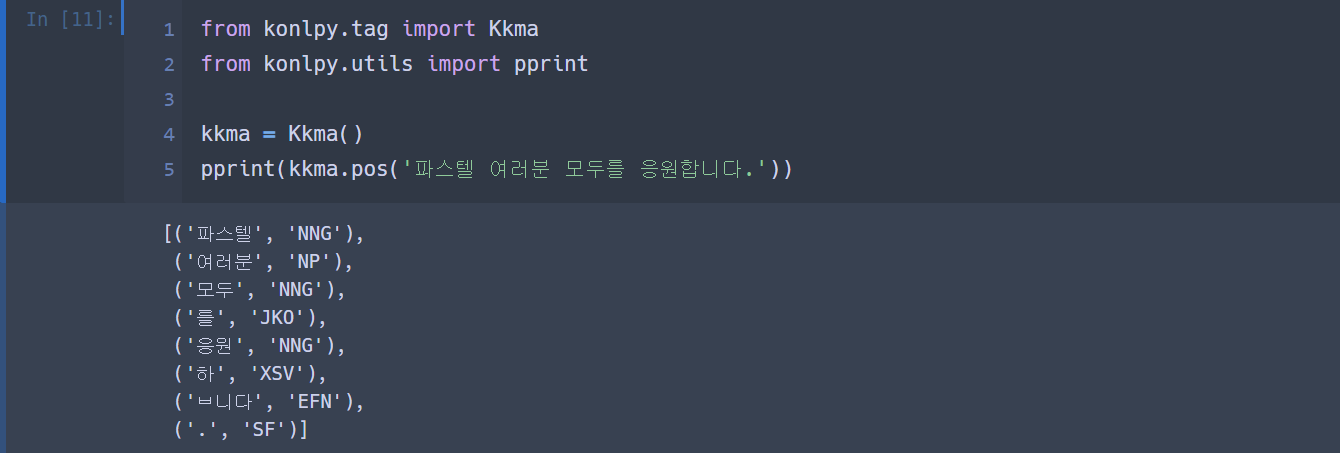 In [11]:
1 from konlpy.tag import Kkma
2 from konlpy.utils import pprint
3
4 kkma = Kkma()
5 pprint(kkma.pos('파스텔 여러분 모두를 응원합니다.'))
[('파스텔', 'NNG'),
('여러분', 'NP'),
('모두', 'NNG'),
('를', 'JKO'),
('응원', 'NNG'),
('하', 'XSV'),
('ㅂ니다', 'EFN'),
('.', 'SF')]